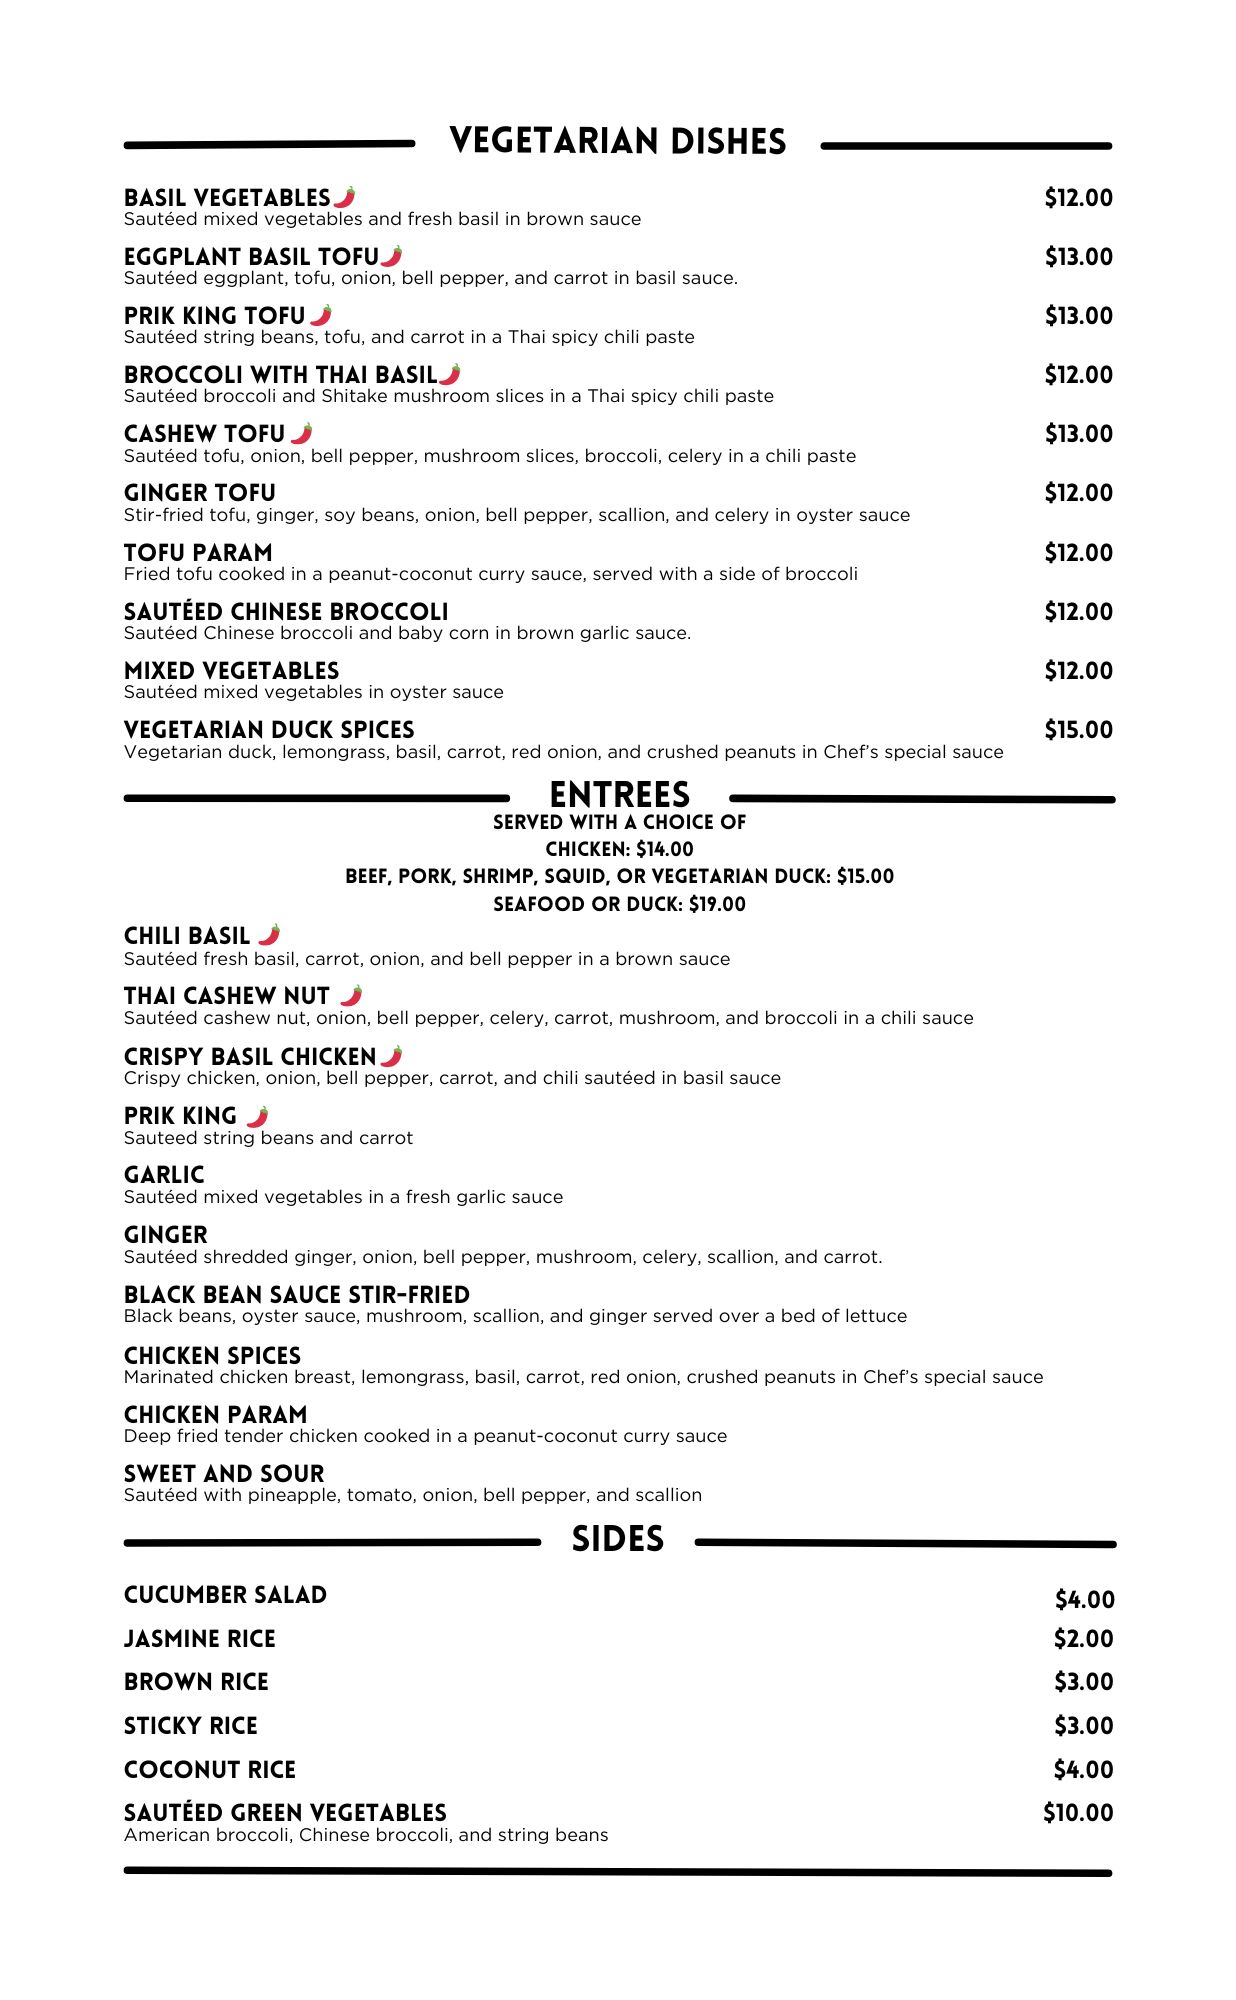 VEGETARIAN DISHES
BASIL VEGETABLES $12.00
Sautéed mixed vegetables and fresh basil in brown sauce
EGGPLANT BASIL TOFU $13.00
Sautéed eggplant, tofu, onion, bell pepper, and carrot in basil sauce.
PRIK KING TOFU $13.00
Sautéed string beans, tofu, and carrot in a Thai spicy chili paste
BROCCOLI WITH THAI BASIL $12.00
Sautéed broccoli and Shitake mushroom slices in a Thai spicy chili paste
CASHEW TOFU $13.00
Sautéed tofu, onion, bell pepper, mushroom slices, broccoli, celery in a chili paste
GINGER TOFU $12.00
Stir-fried tofu, ginger, soy beans, onion, bell pepper, scallion, and celery in oyster sauce
TOFU PARAM $12.00
Fried tofu cooked in a peanut-coconut curry sauce, served with a side of broccoli
SAUTÉED CHINESE BROCCOLI $12.00
Sautéed Chinese broccoli and baby corn in brown garlic sauce.
MIXED VEGETABLES $12.00
Sautéed mixed vegetables in oyster sauce
VEGETARIAN DUCK SPICES $15.00
Vegetarian duck, lemongrass, basil, carrot, red onion, and crushed peanuts in Chef's special sauce
ENTREES
SERVED WITH A CHOICE OF
CHICKEN: $14.00
BEEF, PORK, SHRIMP, SQUID, OR VEGETARIAN DUCK: $15.00
SEAFOOD OR DUCK: $19.00
CHILI BASIL
Sautéed fresh basil, carrot, onion, and bell pepper in a brown sauce
THAI CASHEW NUT
Sautéed cashew nut, onion, bell pepper, celery, carrot, mushroom, and broccoli in a chili sauce
CRISPY BASIL CHICKEN
Crispy chicken, onion, bell pepper, carrot, and chili sautéed in basil sauce
PRIK KING
Sauteed string beans and carrot
GARLIC
Sautéed mixed vegetables in a fresh garlic sauce
GINGER
Sautéed shredded ginger, onion, bell pepper, mushroom, celery, scallion, and carrot.
BLACK BEAN SAUCE STIR-FRIED
Black beans, oyster sauce, mushroom, scallion, and ginger served over a bed of lettuce
CHICKEN SPICES
Marinated chicken breast, lemongrass, basil, carrot, red onion, crushed peanuts in Chef's special sauce
CHICKEN PARAM
Deep fried tender chicken cooked in a peanut-coconut curry sauce
SWEET AND SOUR
Sautéed with pineapple, tomato, onion, bell pepper, and scallion
SIDES
CUCUMBER SALAD $4.00
JASMINE RICE $2.00
BROWN RICE $3.00
STICKY RICE $3.00
COCONUT RICE $4.00
SAUTÉED GREEN VEGETABLES $10.00
American broccoli, Chinese broccoli, and string beans